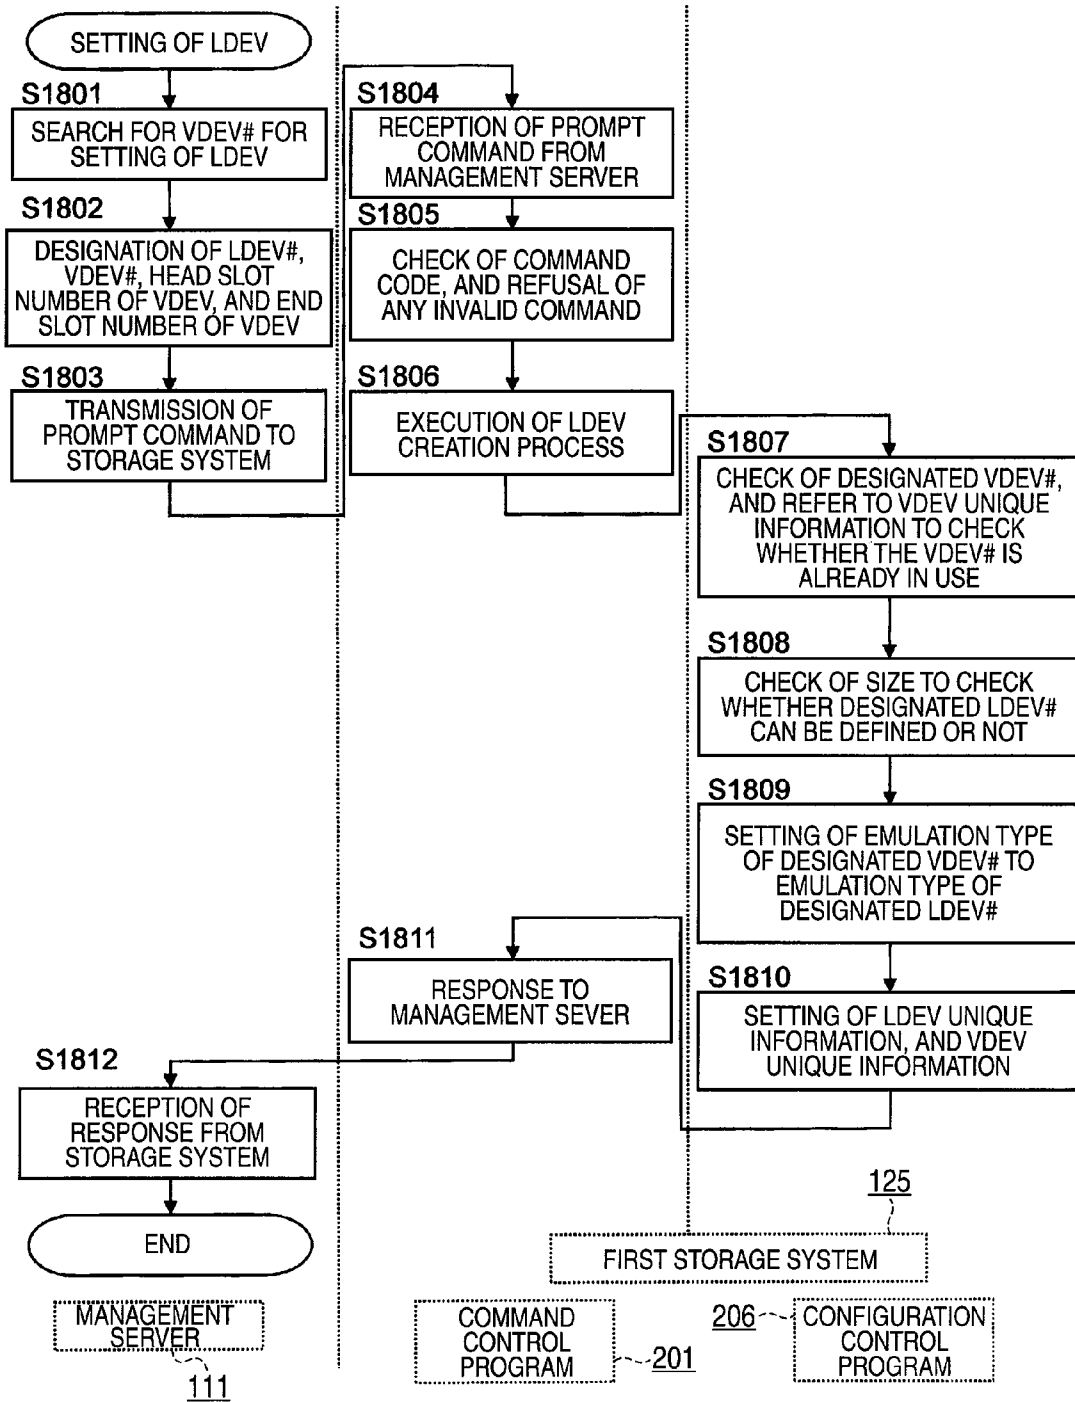 SETTING OF LDEV
S1801
SEARCH FOR VDEV# FOR
SETTING OF LDEV
S1802
DESIGNATION OF LDEV#,
VDEV#, HEAD SLOT
NUMBER OF VDEV, AND END
SLOT NUMBER OF VDEV
S1803
TRANSMISSION OF
PROMPT COMMAND TO
STORAGE SYSTEM
S1804
RECEPTION OF PROMPT
COMMAND FROM
MANAGEMENT SERVER
S1805
CHECK OF COMMAND
CODE, AND REFUSAL OF
ANY INVALID COMMAND
S1806
EXECUTION OF LDEV
CREATION PROCESS
S1807
CHECK OF DESIGNATED VDEV#,
AND REFER TO VDEV UNIQUE
INFORMATION TO CHECK
WHETHER THE VDEV# IS
ALREADY IN USE
S1808
CHECK OF SIZE TO CHECK
WHETHER DESIGNATED LDEV#
CAN BE DEFINED OR NOT
S1809
SETTING OF EMULATION TYPE
OF DESIGNATED VDEV# TO
EMULATION TYPE OF
DESIGNATED LDEV#
S1810
SETTING OF LDEV UNIQUE
INFORMATION, AND VDEV
UNIQUE INFORMATION
S1811
RESPONSE TO
MANAGEMENT SEVER
S1812
RECEPTION OF
RESPONSE FROM
STORAGE SYSTEM
END
125
FIRST STORAGE SYSTEM
MANAGEMENT
SERVER
111
COMMAND
CONTROL
PROGRAM
201
206
CONFIGURATION
CONTROL
PROGRAM